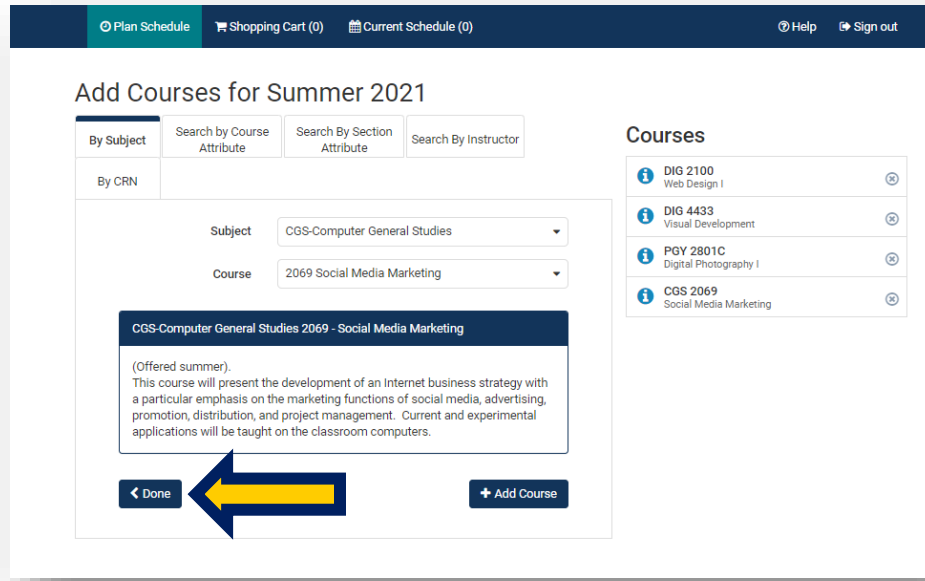 Plan Schedule
Shopping Cart (0)
Current Schedule (0)
Help
Sign out
Add Courses for Summer 2021
By Subject
Search by Course
Attribute
Search By Section
Attribute
Search By Instructor
By CRN
Subject
CGS-Computer General Studies
Course
2069 Social Media Marketing
CGS-Computer General Studies 2069 - Social Media Marketing
(Offered summer).
This course will present the development of an Internet business strategy with
a particular emphasis on the marketing functions of social media, advertising,
promotion, distribution, and project management. Current and experimental
applications will be taught on the classroom computers.
Done
Add Course
Courses
DIG 2100
Web Design I
DIG 4433
Visual Development
PGY 2801C
Digital Photography I
CGS 2069
Social Media Marketing